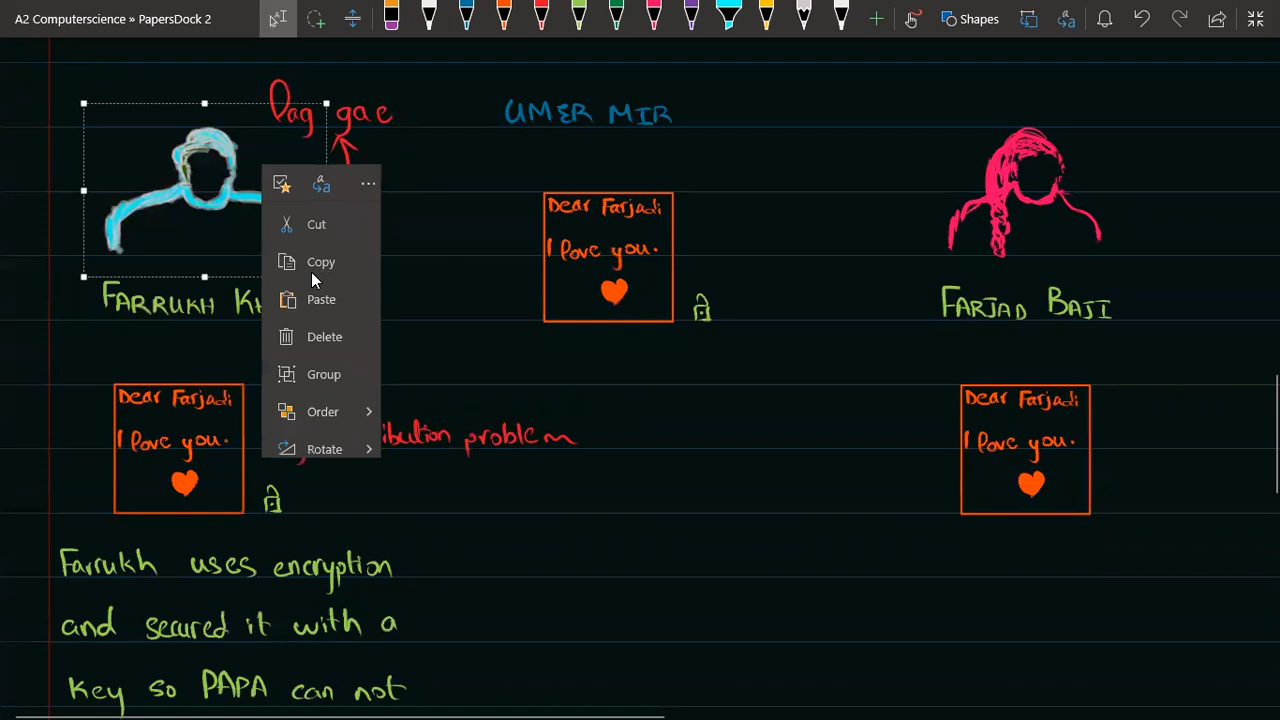 A2 Computerscience » PapersDock 2
Shapes
Dag gae
UMER MIR
Cut
Copy
Paste
Delete
Group
Order
Rotate
Dear Farjadi
I love you.
FARRUKH
FARJAD BAJI
Dear Farjadi
I love you.
problem
Dear Farjadi
I love you.
Farrukh uses encryption
and secured it with a
key so PAPA can not